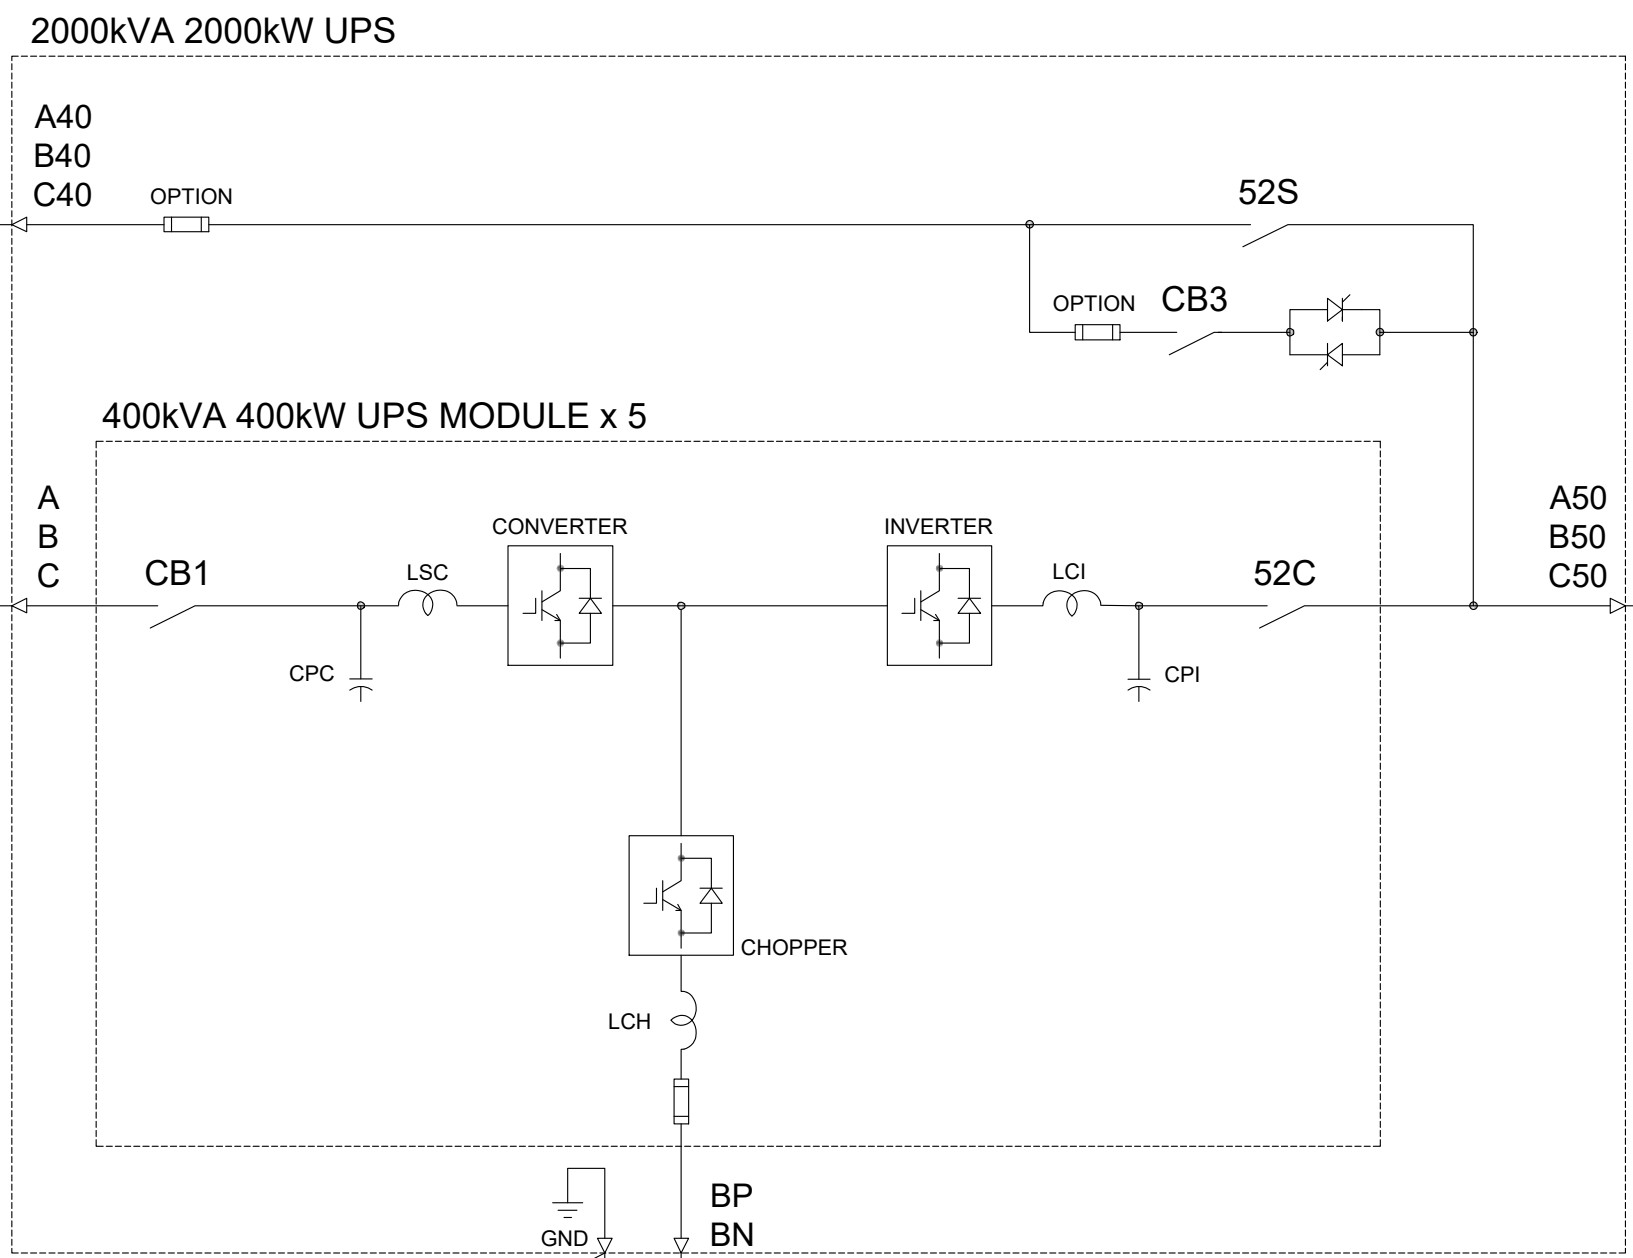 2000kVA 2000kW UPS
A40
B40
C40
OPTION
52S
OPTION
CB3
400kVA 400kW UPS MODULE x 5
A
B
C
CB1
LSC
CONVERTER
INVERTER
LCI
52C
A50
B50
C50
CPC
CPI
CHOPPER
LCH
GND
BP
BN